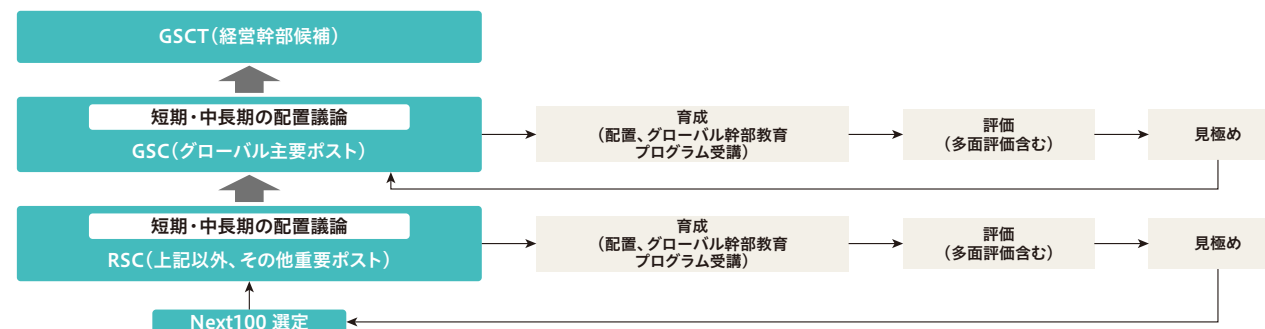 GSCT（経営幹部候補）
短期・中長期の配置議論
GSC（グローバル主要ポスト）
育成
（配置、グローバル幹部教育
プログラム受講）
評価
（多面評価含む）
見極め
短期・中長期の配置議論
RSC（上記以外、その他重要ポスト）
育成
（配置、グローバル幹部教育
プログラム受講）
評価
（多面評価含む）
見極め
Next100 選定